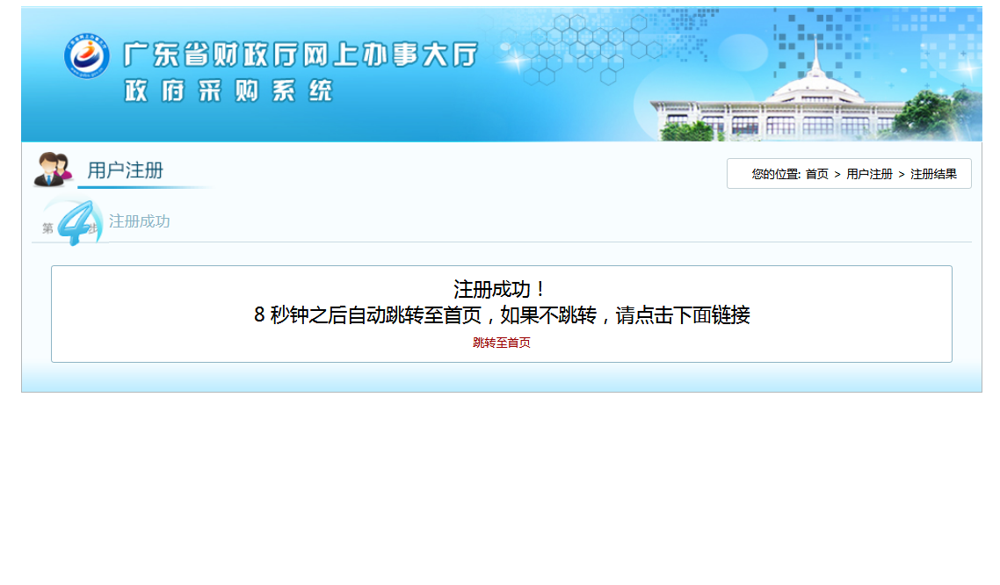 广东省财政厅网上办事大厅
政府采购系统
用户注册
您的位置: 首页 > 用户注册 > 注册结果
第4步 注册成功
注册成功！
8 秒钟之后自动跳转至首页，如果不跳转，请点击下面链接
跳转至首页